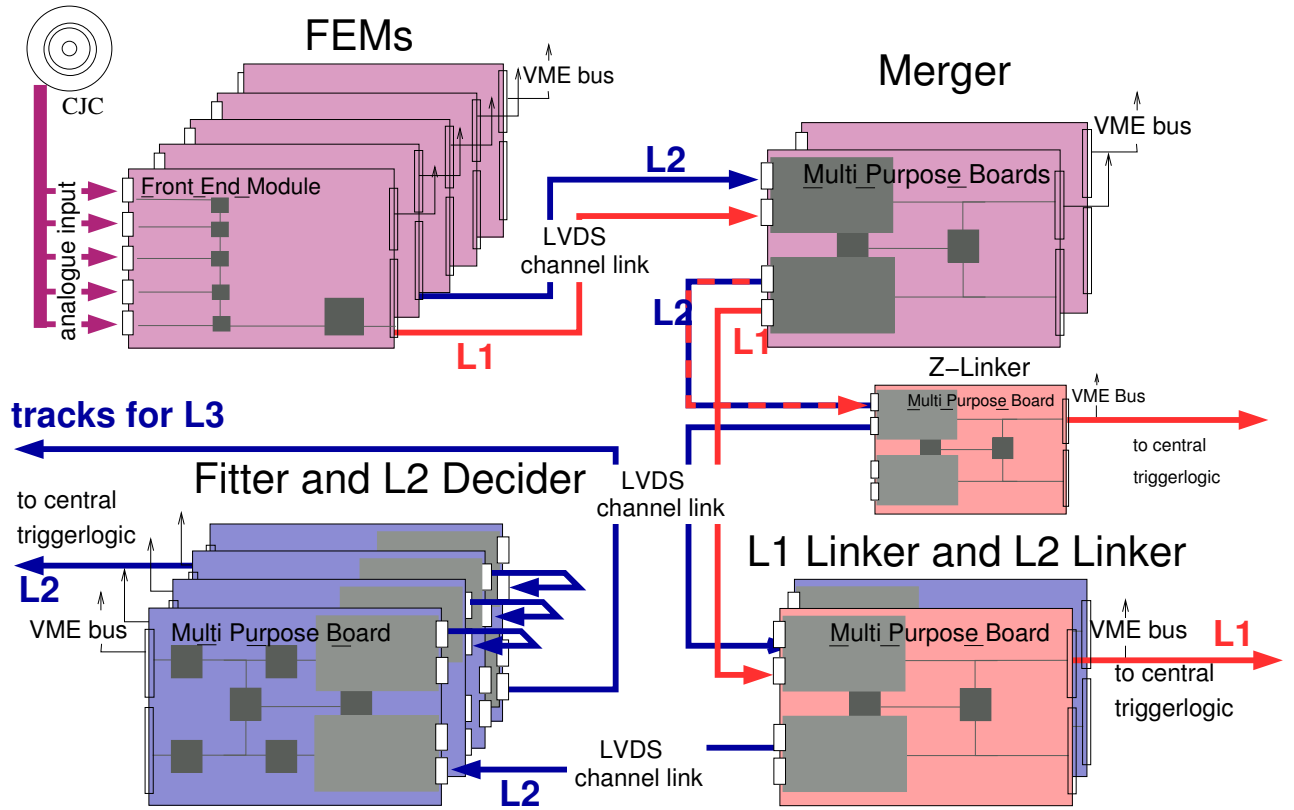 FEMs
CJC
VME bus
Front End Module
analogue input
L2
LVDS
channel link
L1
Merger
VME bus
Multi Purpose Boards
L2
L1
Z-Linker
Multi Purpose Board
VME Bus
to central
triggerlogic
tracks for L3
Fitter and L2 Decider
LVDS
channel link
to central
triggerlogic
L2
VME bus
Multi Purpose Board
L1 Linker and L2 Linker
Multi Purpose Board
VME bus
L1
to central
triggerlogic
LVDS
channel link
L2